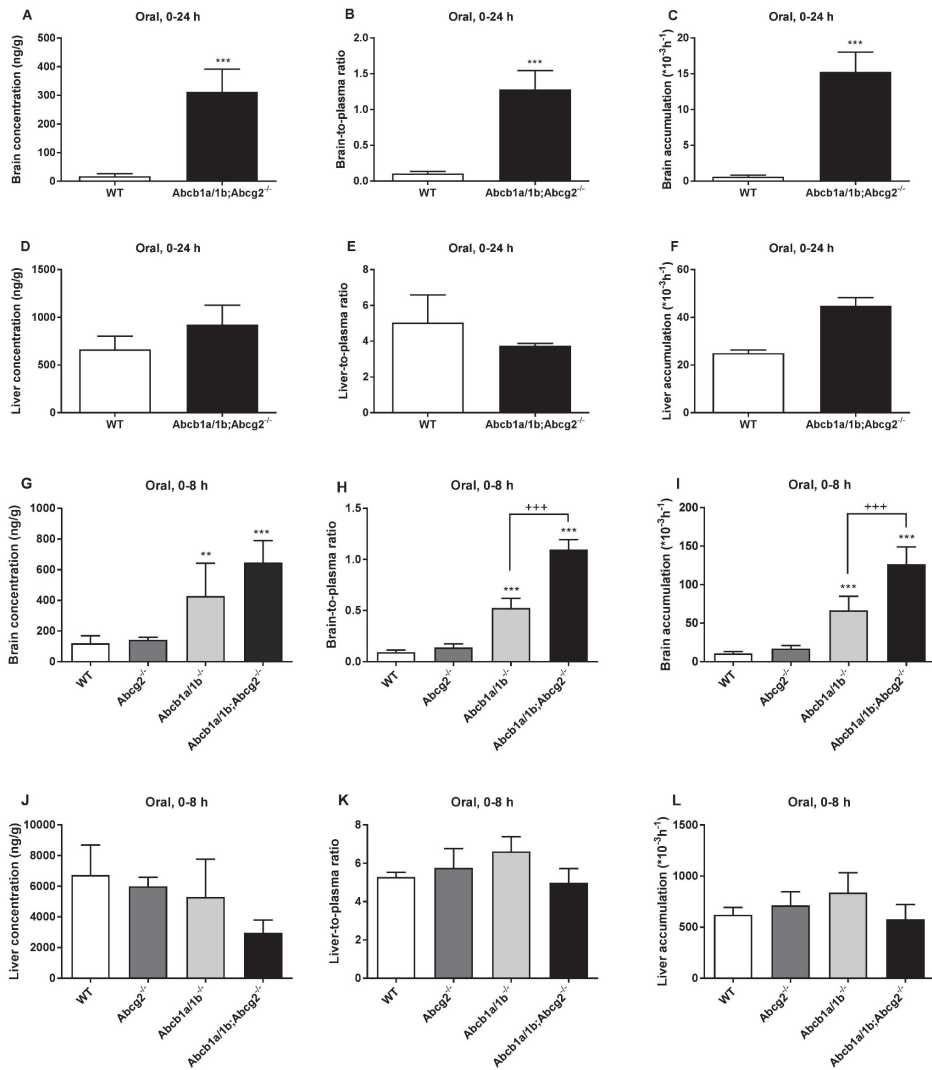 A
Oral, 0-24 h
Brain concentration (ng/g)
500
400
300
200
100
0
***
WT
Abcb1a/1b;Abcg2-/-
B
Oral, 0-24 h
Brain-to-plasma ratio
2.0
1.5
1.0
0.5
0.0
***
WT
Abcb1a/1b;Abcg2-/-
C
Oral, 0-24 h
Brain accumulation (*10-3h-1)
20
15
10
5
0
***
WT
Abcb1a/1b;Abcg2-/-
D
Oral, 0-24 h
Liver concentration (ng/g)
1500
1000
500
0
WT
Abcb1a/1b;Abcg2-/-
E
Oral, 0-24 h
Liver-to-plasma ratio
8
6
4
2
0
WT
Abcb1a/1b;Abcg2-/-
F
Oral, 0-24 h
Liver accumulation (*10-3h-1)
60
40
20
0
WT
Abcb1a/1b;Abcg2-/-
G
Oral, 0-8 h
Brain concentration (ng/g)
1000
800
600
400
200
0
**
***
WT
Abcg2-/-
Abcb1a/1b-/-
Abcb1a/1b;Abcg2-/-
H
Oral, 0-8 h
Brain-to-plasma ratio
1.5
1.0
0.5
0.0
+++
***
***
WT
Abcg2-/-
Abcb1a/1b-/-
Abcb1a/1b;Abcg2-/-
I
Oral, 0-8 h
Brain accumulation (*10-3h-1)
200
150
100
50
0
+++
***
***
WT
Abcg2-/-
Abcb1a/1b-/-
Abcb1a/1b;Abcg2-/-
J
Oral, 0-8 h
Liver concentration (ng/g)
10000
8000
6000
4000
2000
0
WT
Abcg2-/-
Abcb1a/1b-/-
Abcb1a/1b;Abcg2-/-
K
Oral, 0-8 h
Liver-to-plasma ratio
8
6
4
2
0
WT
Abcg2-/-
Abcb1a/1b-/-
Abcb1a/1b;Abcg2-/-
L
Oral, 0-8 h
Liver accumulation (*10-3h-1)
1500
1000
500
0
WT
Abcg2-/-
Abcb1a/1b-/-
Abcb1a/1b;Abcg2-/-